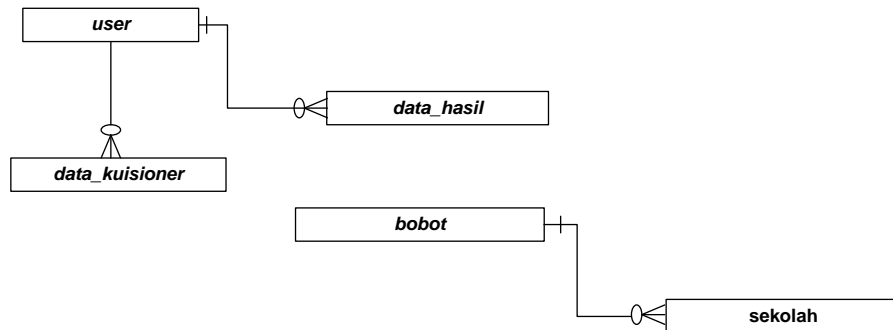 user
data_hasil
data_kuisioner
bobot
sekolah